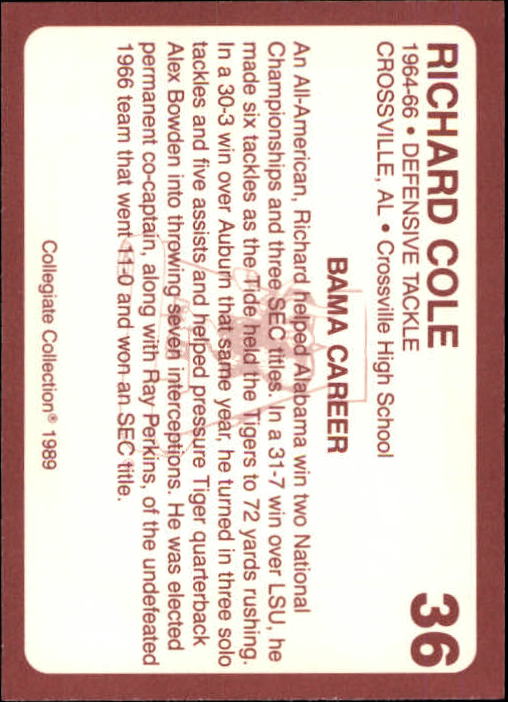 RICHARD COLE 36
1964-66 • DEFENSIVE TACKLE
CROSSVILLE, AL • Crossville High School
BAMA CAREER
An All-American, Richard helped Alabama win two National
Championships and three SEC titles. In a 31-7 win over LSU, he
made six tackles as the Tide held the Tigers to 72 yards rushing.
In a 30-3 win over Auburn that same year, he turned in three solo
tackles and five assists and helped pressure Tiger quarterback
Alex Bowden into throwing seven interceptions. He was elected
permanent co-captain, along with Ray Perkins, of the undefeated
1966 team that went 11-0 and won an SEC title.
Collegiate Collection® 1989